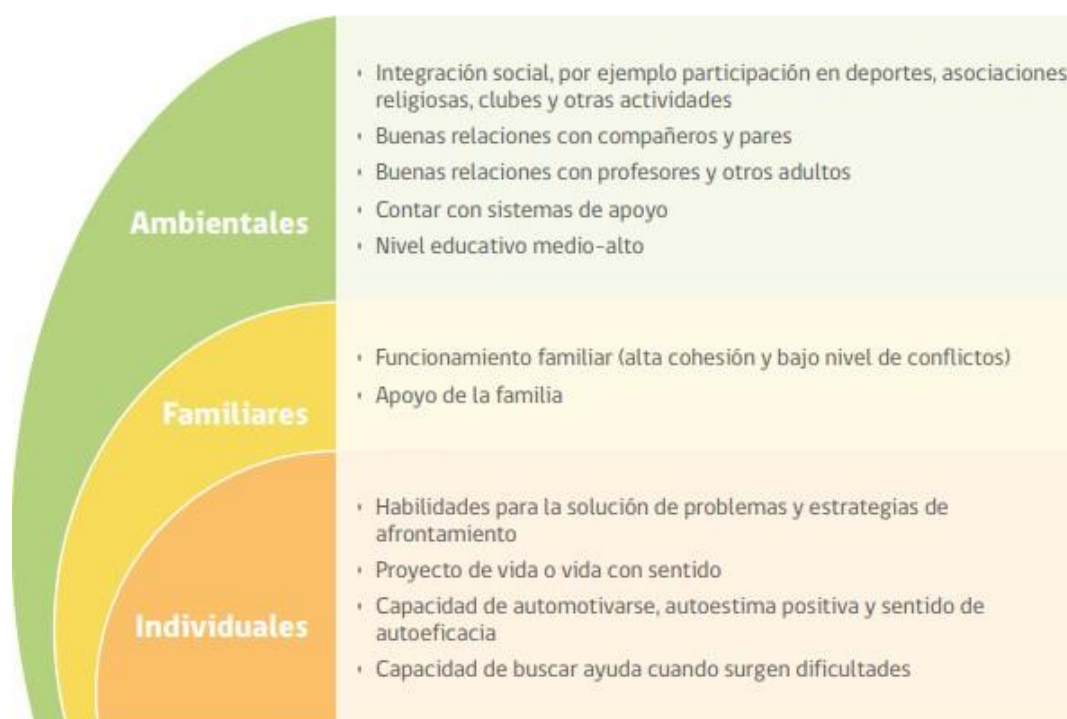 Ambientales
• Integración social, por ejemplo participación en deportes, asociaciones
religiosas, clubes y otras actividades
• Buenas relaciones con compañeros y pares
• Buenas relaciones con profesores y otros adultos
• Contar con sistemas de apoyo
• Nivel educativo medio-alto
Familiares
• Funcionamiento familiar (alta cohesión y bajo nivel de conflictos)
• Apoyo de la familia
Individuales
• Habilidades para la solución de problemas y estrategias de
afrontamiento
• Proyecto de vida o vida con sentido
• Capacidad de automotivarse, autoestima positiva y sentido de
autoeficacia
• Capacidad de buscar ayuda cuando surgen dificultades